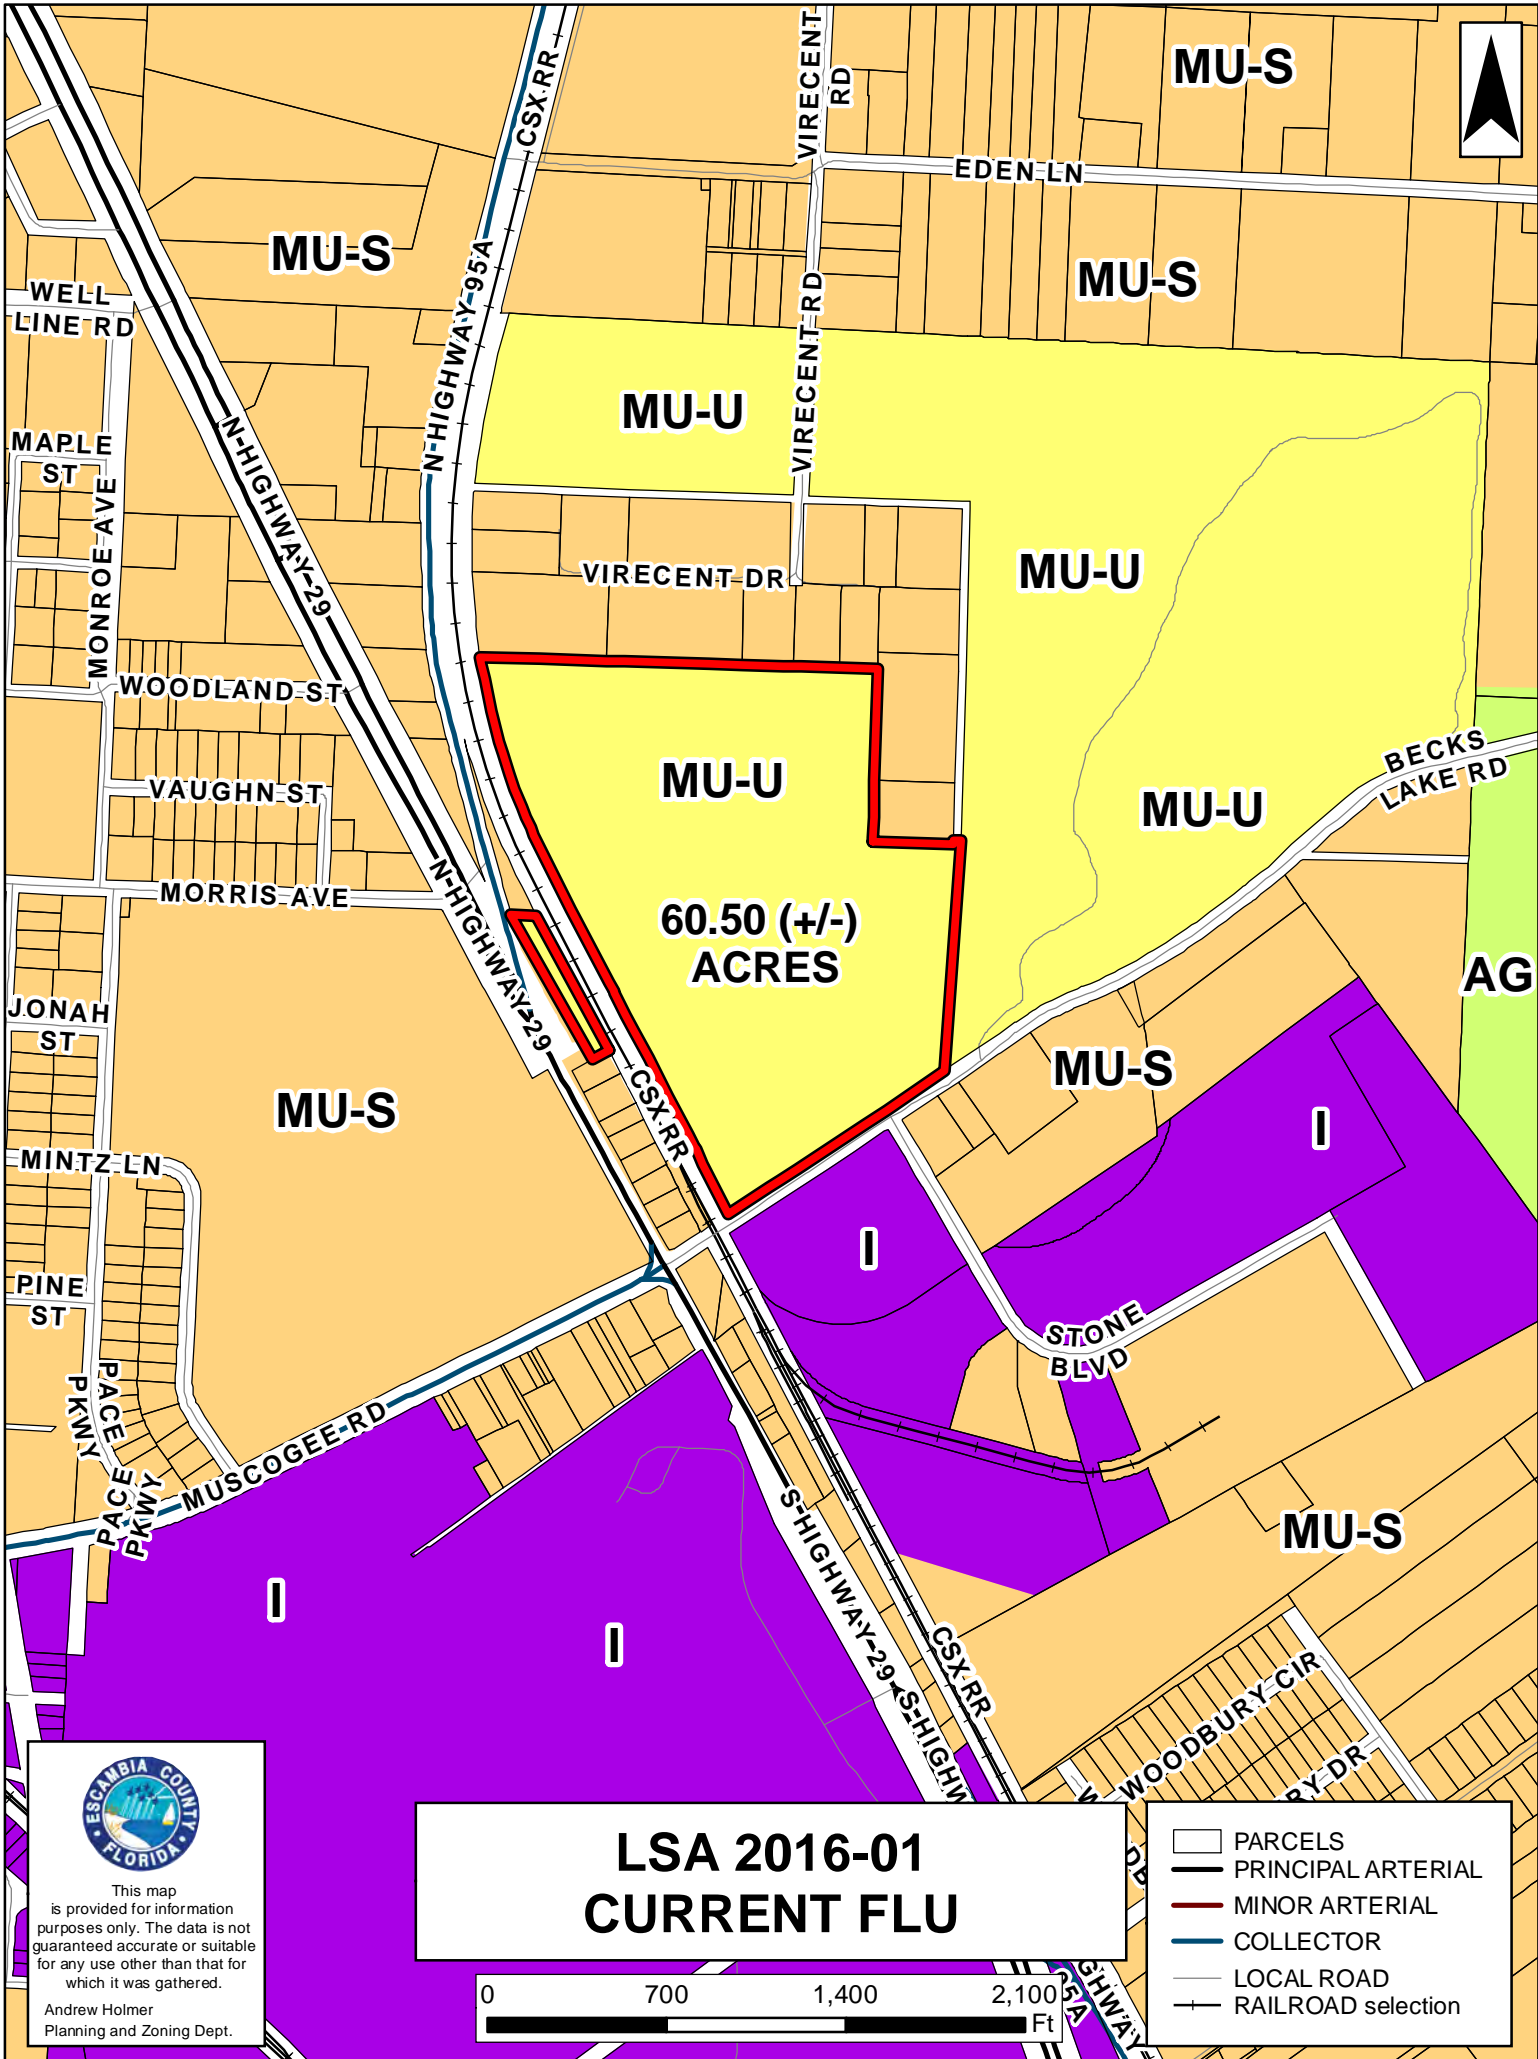 VIRECENT
RD
CSX RR
MU-S
EDEN LN
MU-S
MU-S
N HIGHWAY 95A
WELL
LINE RD
VIRECENT RD
MU-U
N HIGHWAY 29
MAPLE
ST
MONROE AVE
MU-U
VIRECENT DR
WOODLAND ST
MU-U
BECKS
LAKE RD
MU-U
VAUGHN ST
MORRIS AVE
N HIGHWAY 29
60.50 (+/-)
ACRES
AG
JONAH
ST
MU-S
MU-S
CSX RR
I
MINTZ LN
I
PINE
ST
STONE
BLVD
PACE
PKWY
MUSCOGEE RD
PACE
PKWY
S HIGHWAY 29
MU-S
I
I
CSX RR
S HIGHW
WOODBURY CIR
RY DR
W
DB
ESCAMBIA COUNTY
FLORIDA
This map
is provided for information
purposes only. The data is not
guaranteed accurate or suitable
for any use other than that for
which it was gathered.
Andrew Holmer
Planning and Zoning Dept.
LSA 2016-01
CURRENT FLU
0 700 1,400 2,100
Ft
95A
GHWAY
PARCELS
PRINCIPAL ARTERIAL
MINOR ARTERIAL
COLLECTOR
LOCAL ROAD
RAILROAD selection